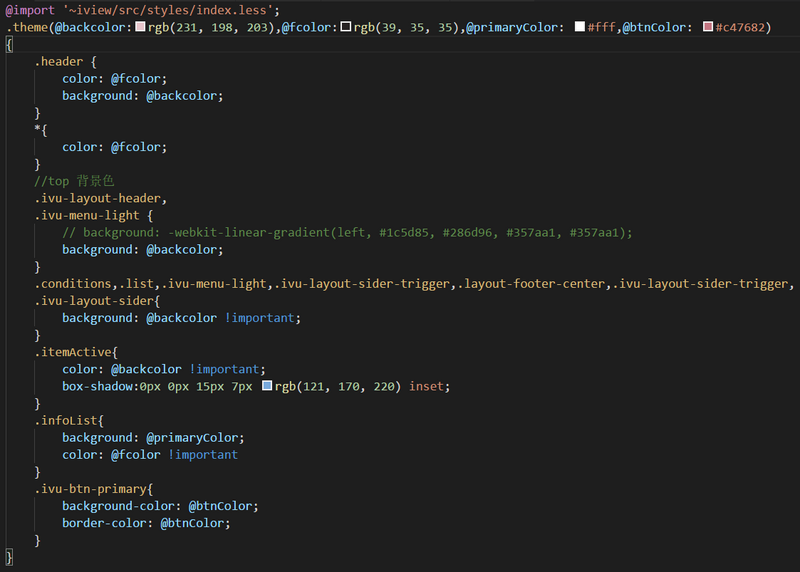 @import '~iview/src/styles/index.less';
.theme(@backcolor:rgb(231, 198, 203),@fcolor:rgb(39, 35, 35),@primaryColor: #fff,@btnColor: #c47682)
{
    .header {
        color: @fcolor;
        background: @backcolor;
    }
    *{
        color: @fcolor;
    }
    //top 背景色
    .ivu-layout-header,
    .ivu-menu-light {
        // background: -webkit-linear-gradient(left, #1c5d85, #286d96, #357aa1, #357aa1);
        background: @backcolor;
    }
    .conditions,.list,.ivu-menu-light,.ivu-layout-sider-trigger,.layout-footer-center,.ivu-layout-sider-trigger,
    .ivu-layout-sider{
        background: @backcolor !important;
    }
    .itemActive{
        color: @backcolor !important;
        box-shadow:0px 0px 15px 7px rgb(121, 170, 220) inset;
    }
    .infoList{
        background: @primaryColor;
        color: @fcolor !important
    }
    .ivu-btn-primary{
        background-color: @btnColor;
        border-color: @btnColor;
    }
}